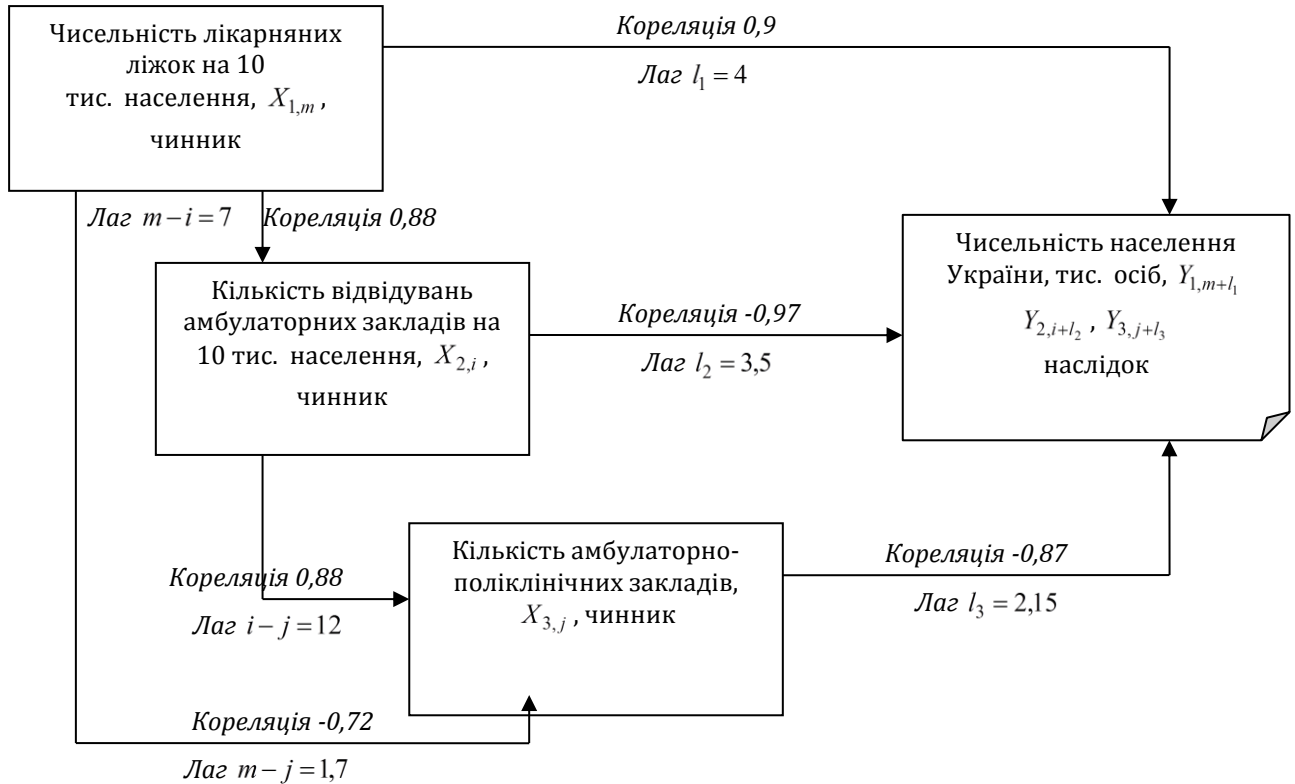 Чисельність лікарняних
ліжок на 10
тис. населення, X₁,ₘ ,
чинник
Кореляція 0,9
Лаг l₁ = 4
Лаг m − i = 7
Кореляція 0,88
Кількість відвідувань
амбулаторних закладів на
10 тис. населення, X₂,ᵢ ,
чинник
Кореляція -0,97
Лаг l₂ = 3,5
Чисельність населення
України, тис. осіб, Y₁,ₘ₊ₗ₁
Y₂,ᵢ₊ₗ₂ , Y₃,ⱼ₊ₗ₃
наслідок
Кореляція 0,88
Лаг i − j = 12
Кількість амбулаторно-
поліклінічних закладів,
X₃,ⱼ , чинник
Кореляція -0,87
Лаг l₃ = 2,15
Кореляція -0,72
Лаг m − j = 1,7